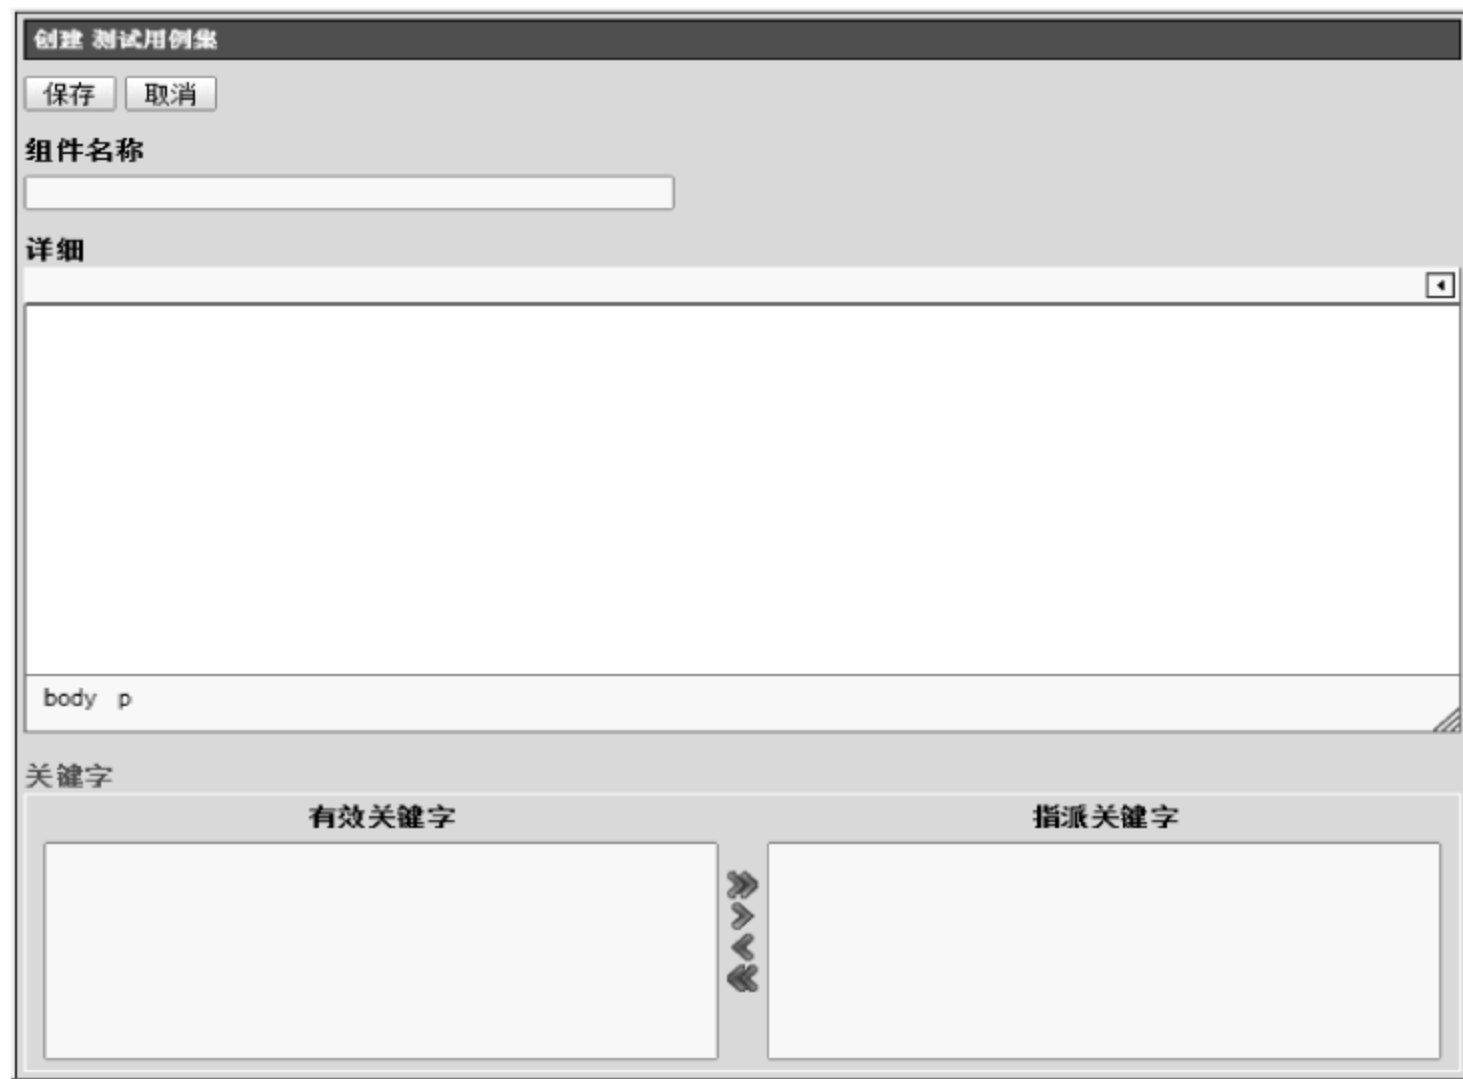 创建 测试用例集
保存 取消
组件名称
详细
body p
关键字
有效关键字 指派关键字